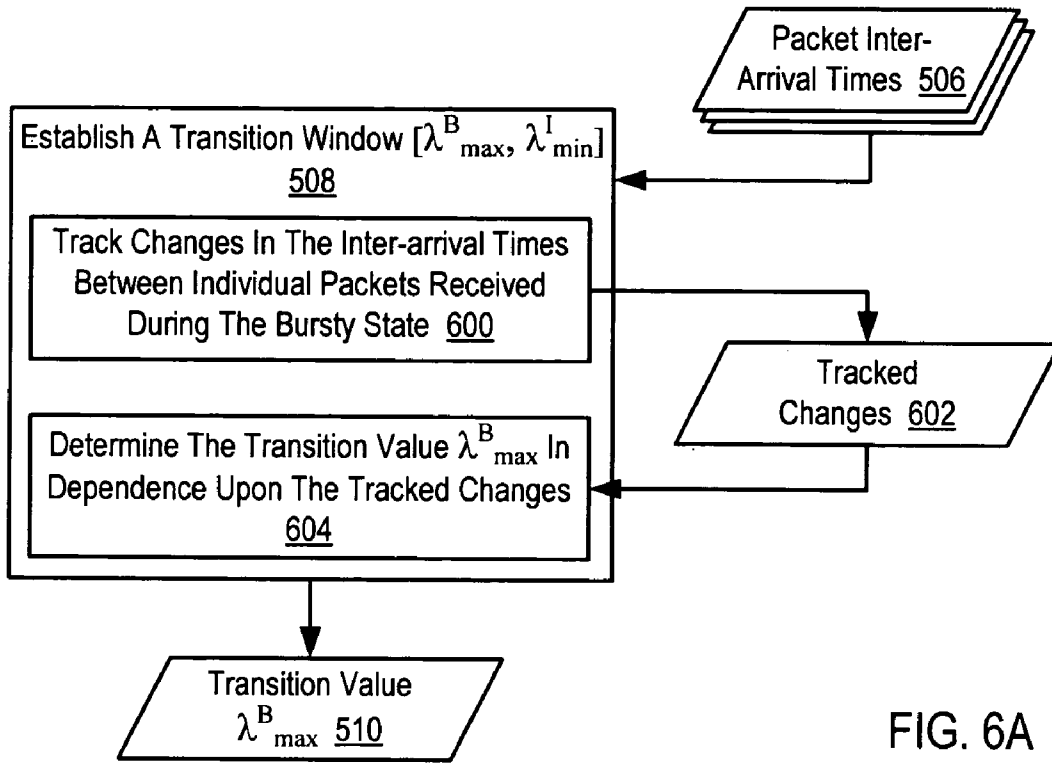 Packet Inter-
Arrival Times 506
Establish A Transition Window [λ^B_max, λ^I_min]
508
Track Changes In The Inter-arrival Times
Between Individual Packets Received
During The Bursty State 600
Tracked
Changes 602
Determine The Transition Value λ^B_max In
Dependence Upon The Tracked Changes
604
Transition Value
λ^B_max 510
FIG. 6A